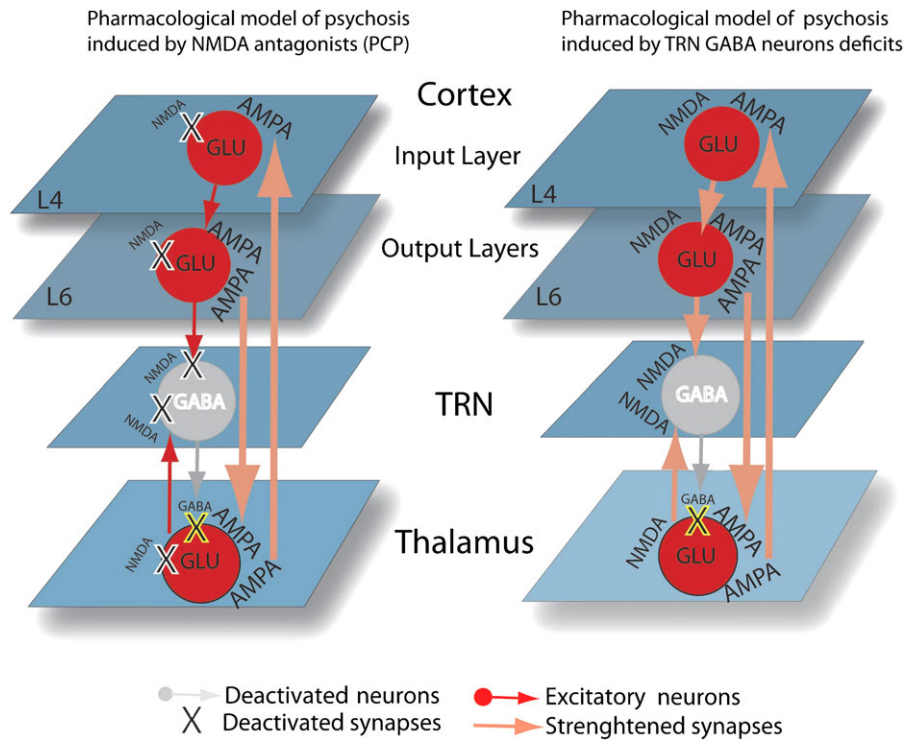 Pharmacological model of psychosis
induced by NMDA antagonists (PCP)
Pharmacological model of psychosis
induced by TRN GABA neurons deficits
Cortex
NMDA
AMPA
GLU
Input Layer
L4
NMDA
AMPA
GLU
AMPA
Output Layers
L6
NMDA
GABA
NMDA
TRN
GABA
NMDA
AMPA
GLU
AMPA
Thalamus
NMDA
AMPA
GLU
L4
NMDA
AMPA
GLU
AMPA
L6
NMDA
GABA
NMDA
GABA
NMDA
AMPA
GLU
AMPA
X
X
X
X
X
X
X
Deactivated neurons
X Deactivated synapses
Excitatory neurons
Strenghtened synapses